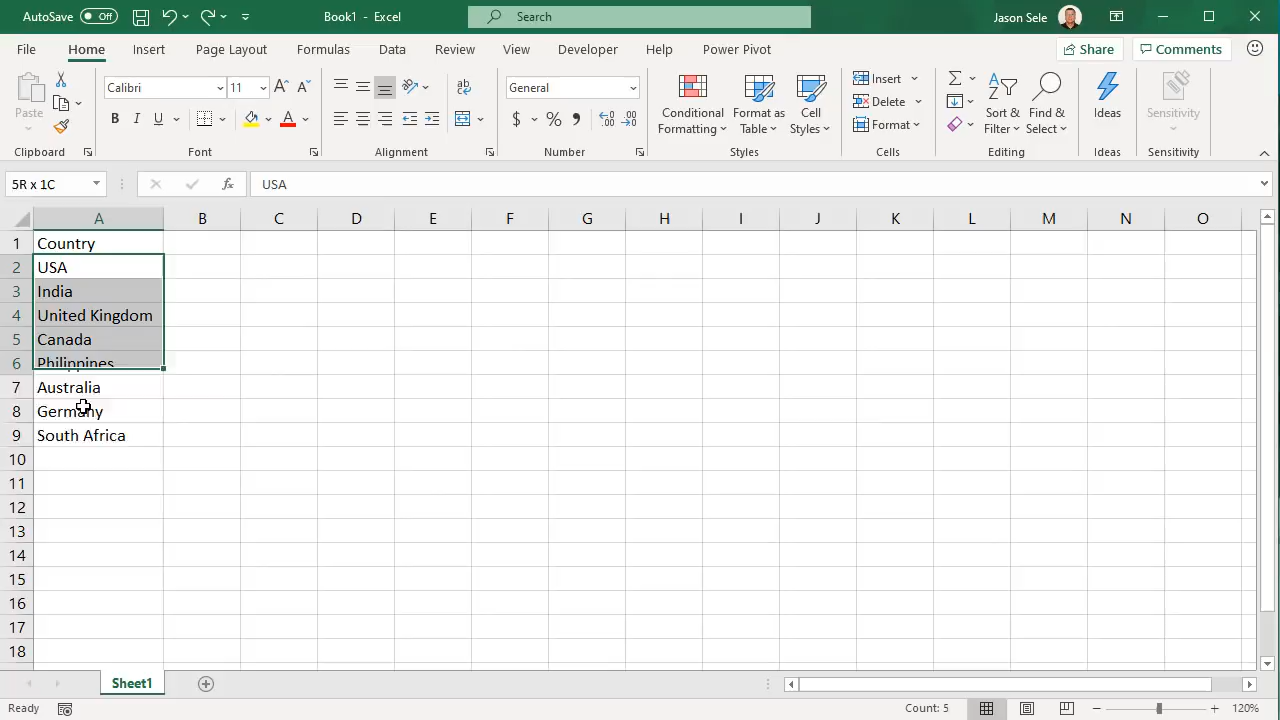 AutoSave Off Book1 - Excel Search Jason Sele
File Home Insert Page Layout Formulas Data Review View Developer Help Power Pivot Share Comments
Paste
Calibri 11
B I U A
ab
General
$ % 9
Conditional Formatting
Format as Table
Cell Styles
Insert
Delete
Format
Sort & Filter
Find & Select
Ideas
Sensitivity
Clipboard Font Alignment Number Styles Cells Editing Ideas Sensitivity
5R x 1C fx USA
A B C D E F G H I J K L M N O
1 Country
2 USA
3 India
4 United Kingdom
5 Canada
6 Philippines
7 Australia
8 Germany
9 South Africa
10
11
12
13
14
15
16
17
18
Sheet1
Ready Count: 5 120%